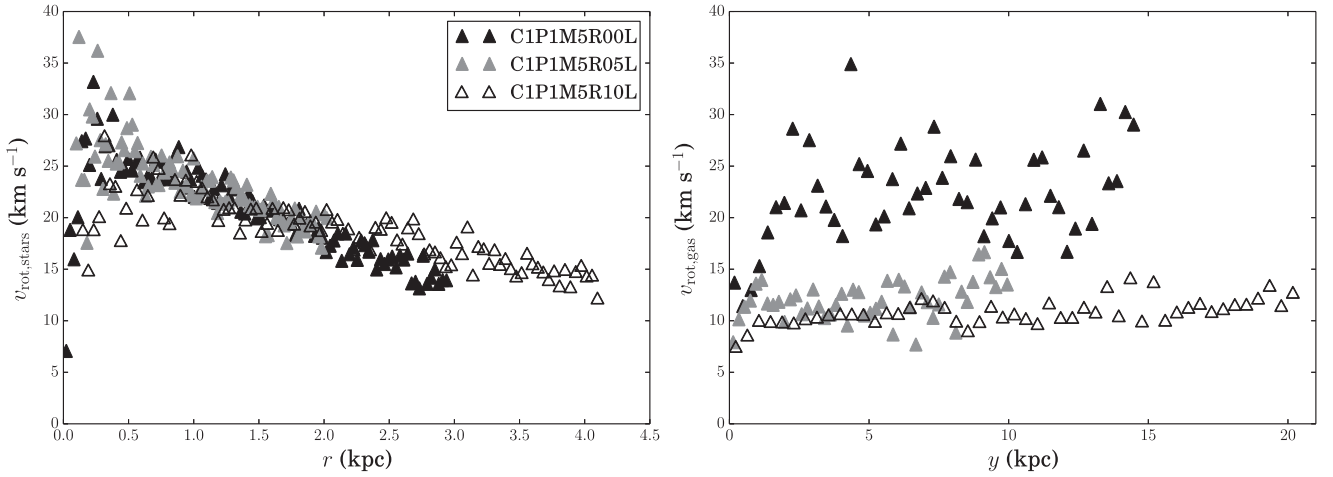 40
35
30
25
20
15
10
5
0
v_rot,stars (km s⁻¹)
C1P1M5R00L
C1P1M5R05L
C1P1M5R10L
0.0 0.5 1.0 1.5 2.0 2.5 3.0 3.5 4.0 4.5
r (kpc)
40
35
30
25
20
15
10
5
0
v_rot,gas (km s⁻¹)
0 5 10 15 20
y (kpc)